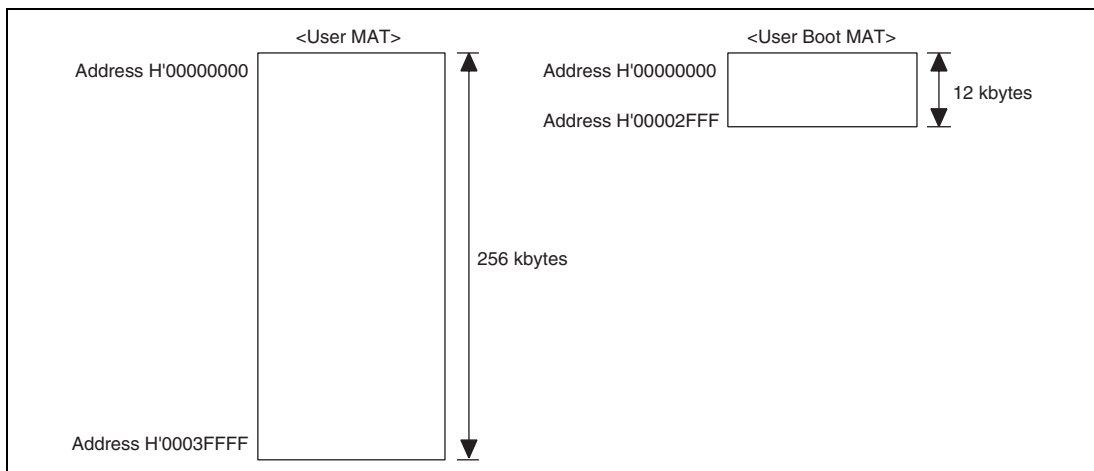 <User MAT>
Address H'00000000
256 kbytes
Address H'0003FFFF
<User Boot MAT>
Address H'00000000
12 kbytes
Address H'00002FFF